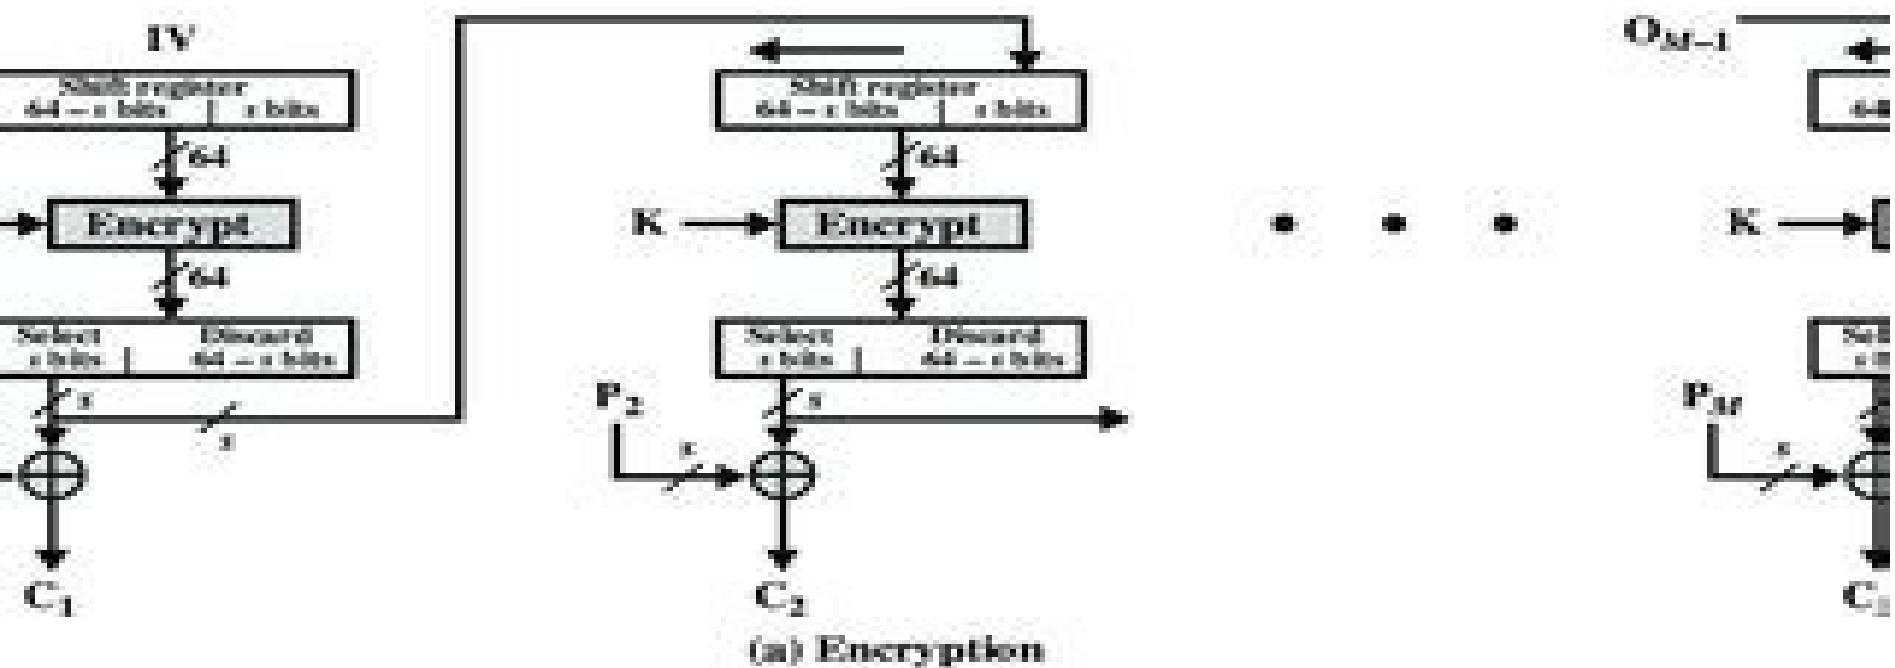 IV
O M-1
Shift register
64 – s bits | s bits
Shift register
64 – s bits | s bits
64
64
64
Encrypt
K
Encrypt
K
64
64
Select Discard
s bits | 64 – s bits
Select Discard
s bits | 64 – s bits
s
s
P2
PM
s
s
s
C1
C2
(a) Encryption